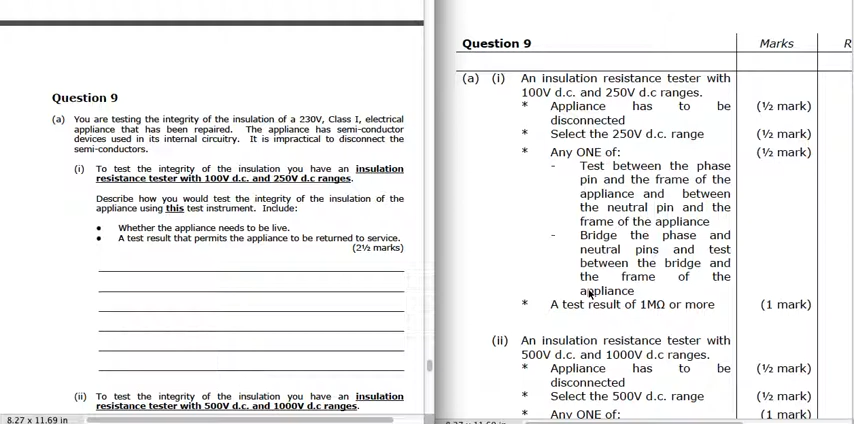 Question 9
(a) You are testing the integrity of the insulation of a 230V, Class I, electrical
appliance that has been repaired. The appliance has semi-conductor
devices used in its internal circuitry. It is impractical to disconnect the
semi-conductors.
(i) To test the integrity of the insulation you have an insulation
resistance tester with 100V d.c. and 250V d.c ranges.
Describe how you would test the integrity of the insulation of the
appliance using this test instrument. Include:
• Whether the appliance needs to be live.
• A test result that permits the appliance to be returned to service.
(2½ marks)
(ii) To test the integrity of the insulation you have an insulation
resistance tester with 500V d.c. and 1000V d.c ranges.
8.27 x 11.69 in
Question 9 Marks R
(a) (i) An insulation resistance tester with
100V d.c. and 250V d.c ranges.
* Appliance has to be (½ mark)
disconnected
* Select the 250V d.c. range (½ mark)
* Any ONE of: (½ mark)
- Test between the phase
pin and the frame of the
appliance and between
the neutral pin and the
frame of the appliance
- Bridge the phase and
neutral pins and test
between the bridge and
the frame of the
appliance
* A test result of 1MΩ or more (1 mark)
(ii) An insulation resistance tester with
500V d.c. and 1000V d.c ranges.
* Appliance has to be (½ mark)
disconnected
* Select the 500V d.c. range (½ mark)
* Any ONE of: (1 mark)